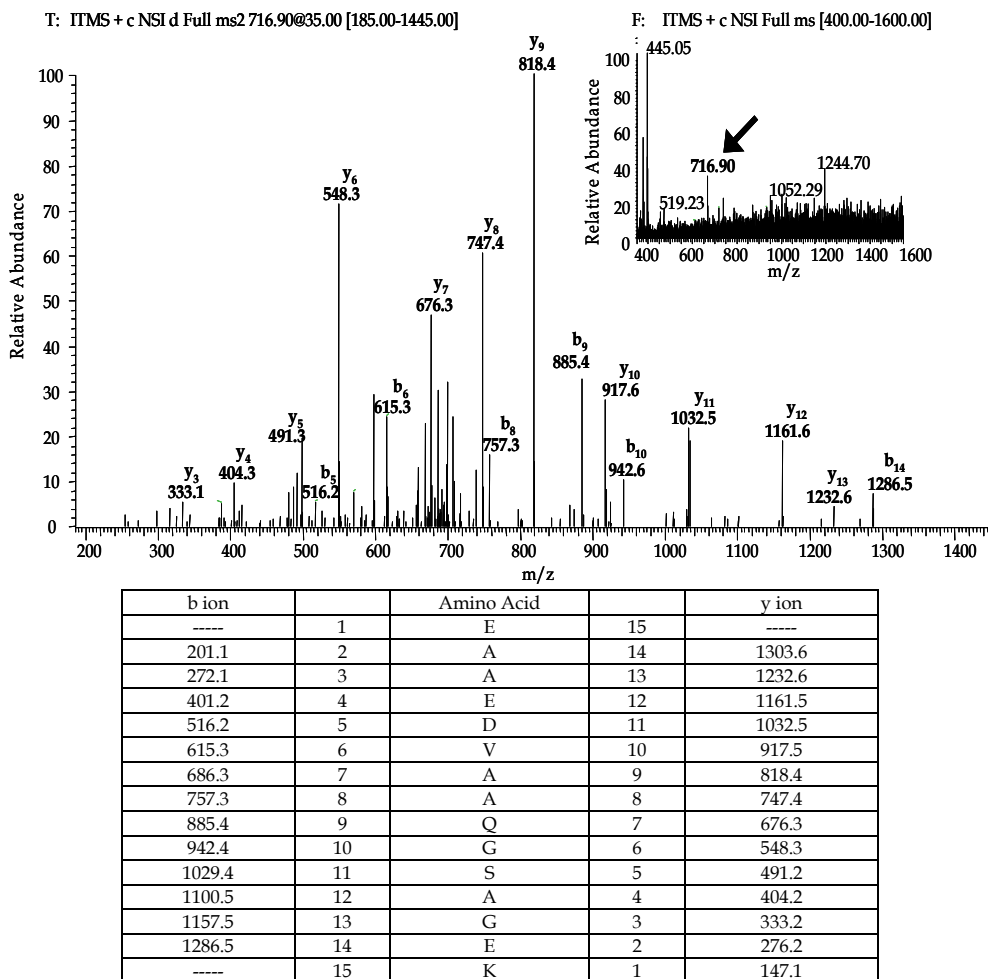 T: ITMS + c NSI d Full ms2 716.90@35.00 [185.00-1445.00]
F: ITMS + c NSI Full ms [400.00-1600.00]
:
Relative Abundance
100
90
80
70
60
50
40
30
20
10
0
y3
333.1
y4
404.3
y5
491.3
b5
516.2
y6
548.3
b6
615.3
y7
676.3
y8
747.4
b8
757.3
y9
818.4
b9
885.4
y10
917.6
b10
942.6
y11
1032.5
y12
1161.6
y13
1232.6
b14
1286.5
200 300 400 500 600 700 800 900 1000 1100 1200 1300 1400
m/z
Relative Abundance
100
80
60
40
20
0
445.05
716.90
519.23
1052.29
1244.70
400 600 800 1000 1200 1400 1600
m/z
b ion Amino Acid y ion
----- 1 E 15 -----
201.1 2 A 14 1303.6
272.1 3 A 13 1232.6
401.2 4 E 12 1161.5
516.2 5 D 11 1032.5
615.3 6 V 10 917.5
686.3 7 A 9 818.4
757.3 8 A 8 747.4
885.4 9 Q 7 676.3
942.4 10 G 6 548.3
1029.4 11 S 5 491.2
1100.5 12 A 4 404.2
1157.5 13 G 3 333.2
1286.5 14 E 2 276.2
----- 15 K 1 147.1